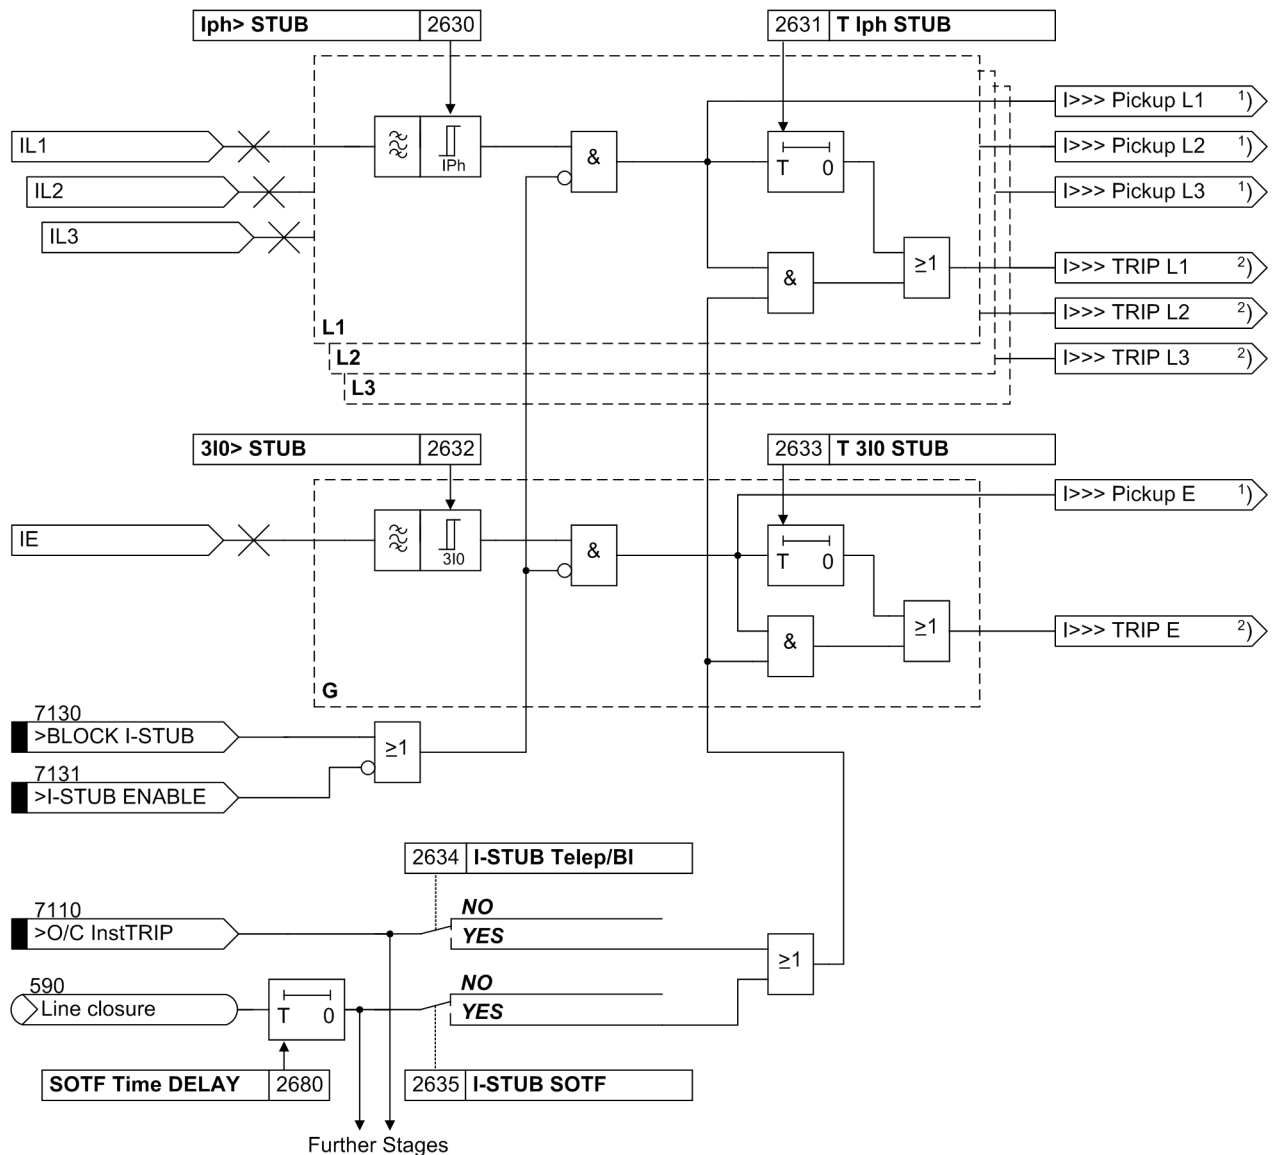 Iph> STUB 2630
2631 T Iph STUB
I>>> Pickup L1 1)
IL1
IPh
&
T 0
I>>> Pickup L2 1)
IL2
I>>> Pickup L3 1)
IL3
&
≥1
I>>> TRIP L1 2)
I>>> TRIP L2 2)
L1
L2
I>>> TRIP L3 2)
L3
3I0> STUB 2632
2633 T 3I0 STUB
I>>> Pickup E 1)
IE
3I0
&
T 0
&
≥1
I>>> TRIP E 2)
G
7130
>BLOCK I-STUB
≥1
7131
>I-STUB ENABLE
2634 I-STUB Telep/BI
7110
>O/C InstTRIP
NO
YES
≥1
590
Line closure
T 0
NO
YES
SOTF Time DELAY 2680
2635 I-STUB SOTF
Further Stages